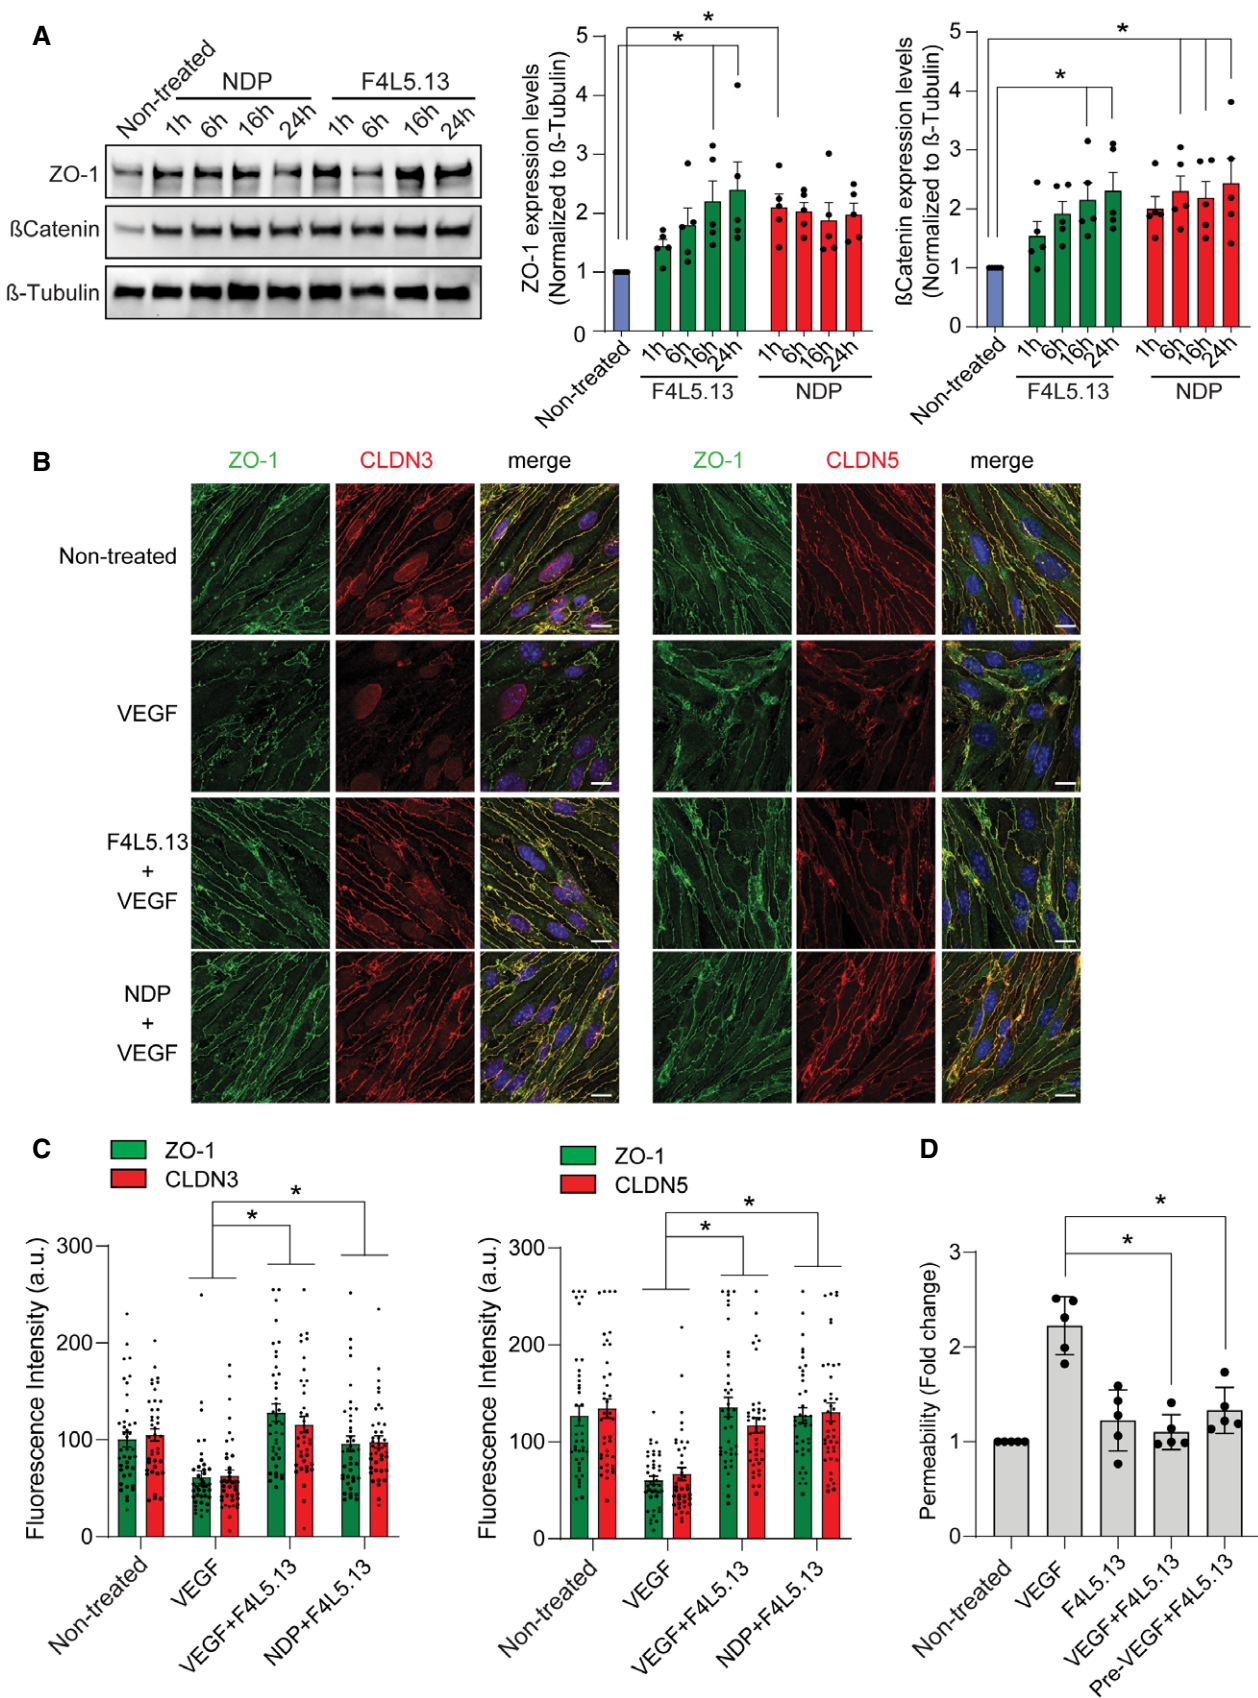 A
Non-treated
NDP
F4L5.13
1h
6h
16h
24h
1h
6h
16h
24h
ZO-1
ßCatenin
ß-Tubulin
ZO-1 expression levels
(Normalized to ß-Tubulin)
5
4
3
2
1
0
*
*
Non-treated
1h
6h
16h
24h
F4L5.13
1h
6h
16h
24h
NDP
ßCatenin expression levels
(Normalized to ß-Tubulin)
5
4
3
2
1
0
*
*
Non-treated
1h
6h
16h
24h
F4L5.13
1h
6h
16h
24h
NDP
B
ZO-1
CLDN3
merge
ZO-1
CLDN5
merge
Non-treated
VEGF
F4L5.13
+
VEGF
NDP
+
VEGF
C
ZO-1
CLDN3
Fluorescence Intensity (a.u.)
300
200
100
0
*
*
Non-treated
VEGF
VEGF+F4L5.13
NDP+F4L5.13
ZO-1
CLDN5
Fluorescence Intensity (a.u.)
300
200
100
0
*
*
Non-treated
VEGF
VEGF+F4L5.13
NDP+F4L5.13
D
Permeability (Fold change)
3
2
1
0
*
*
Non-treated
VEGF
F4L5.13
VEGF+F4L5.13
Pre-VEGF+F4L5.13